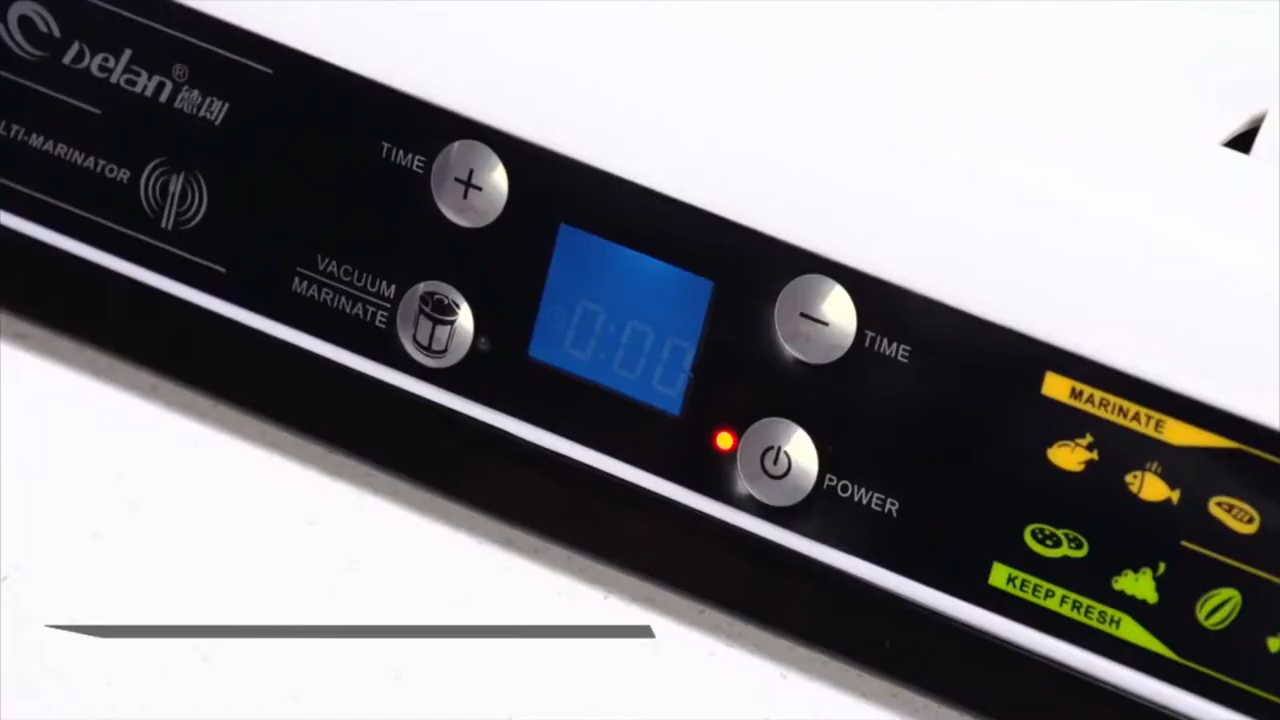 Delan® 德朗
LTI-MARINATOR
TIME
+
VACUUM
MARINATE
0:00
−
TIME
POWER
MARINATE
KEEP FRESH